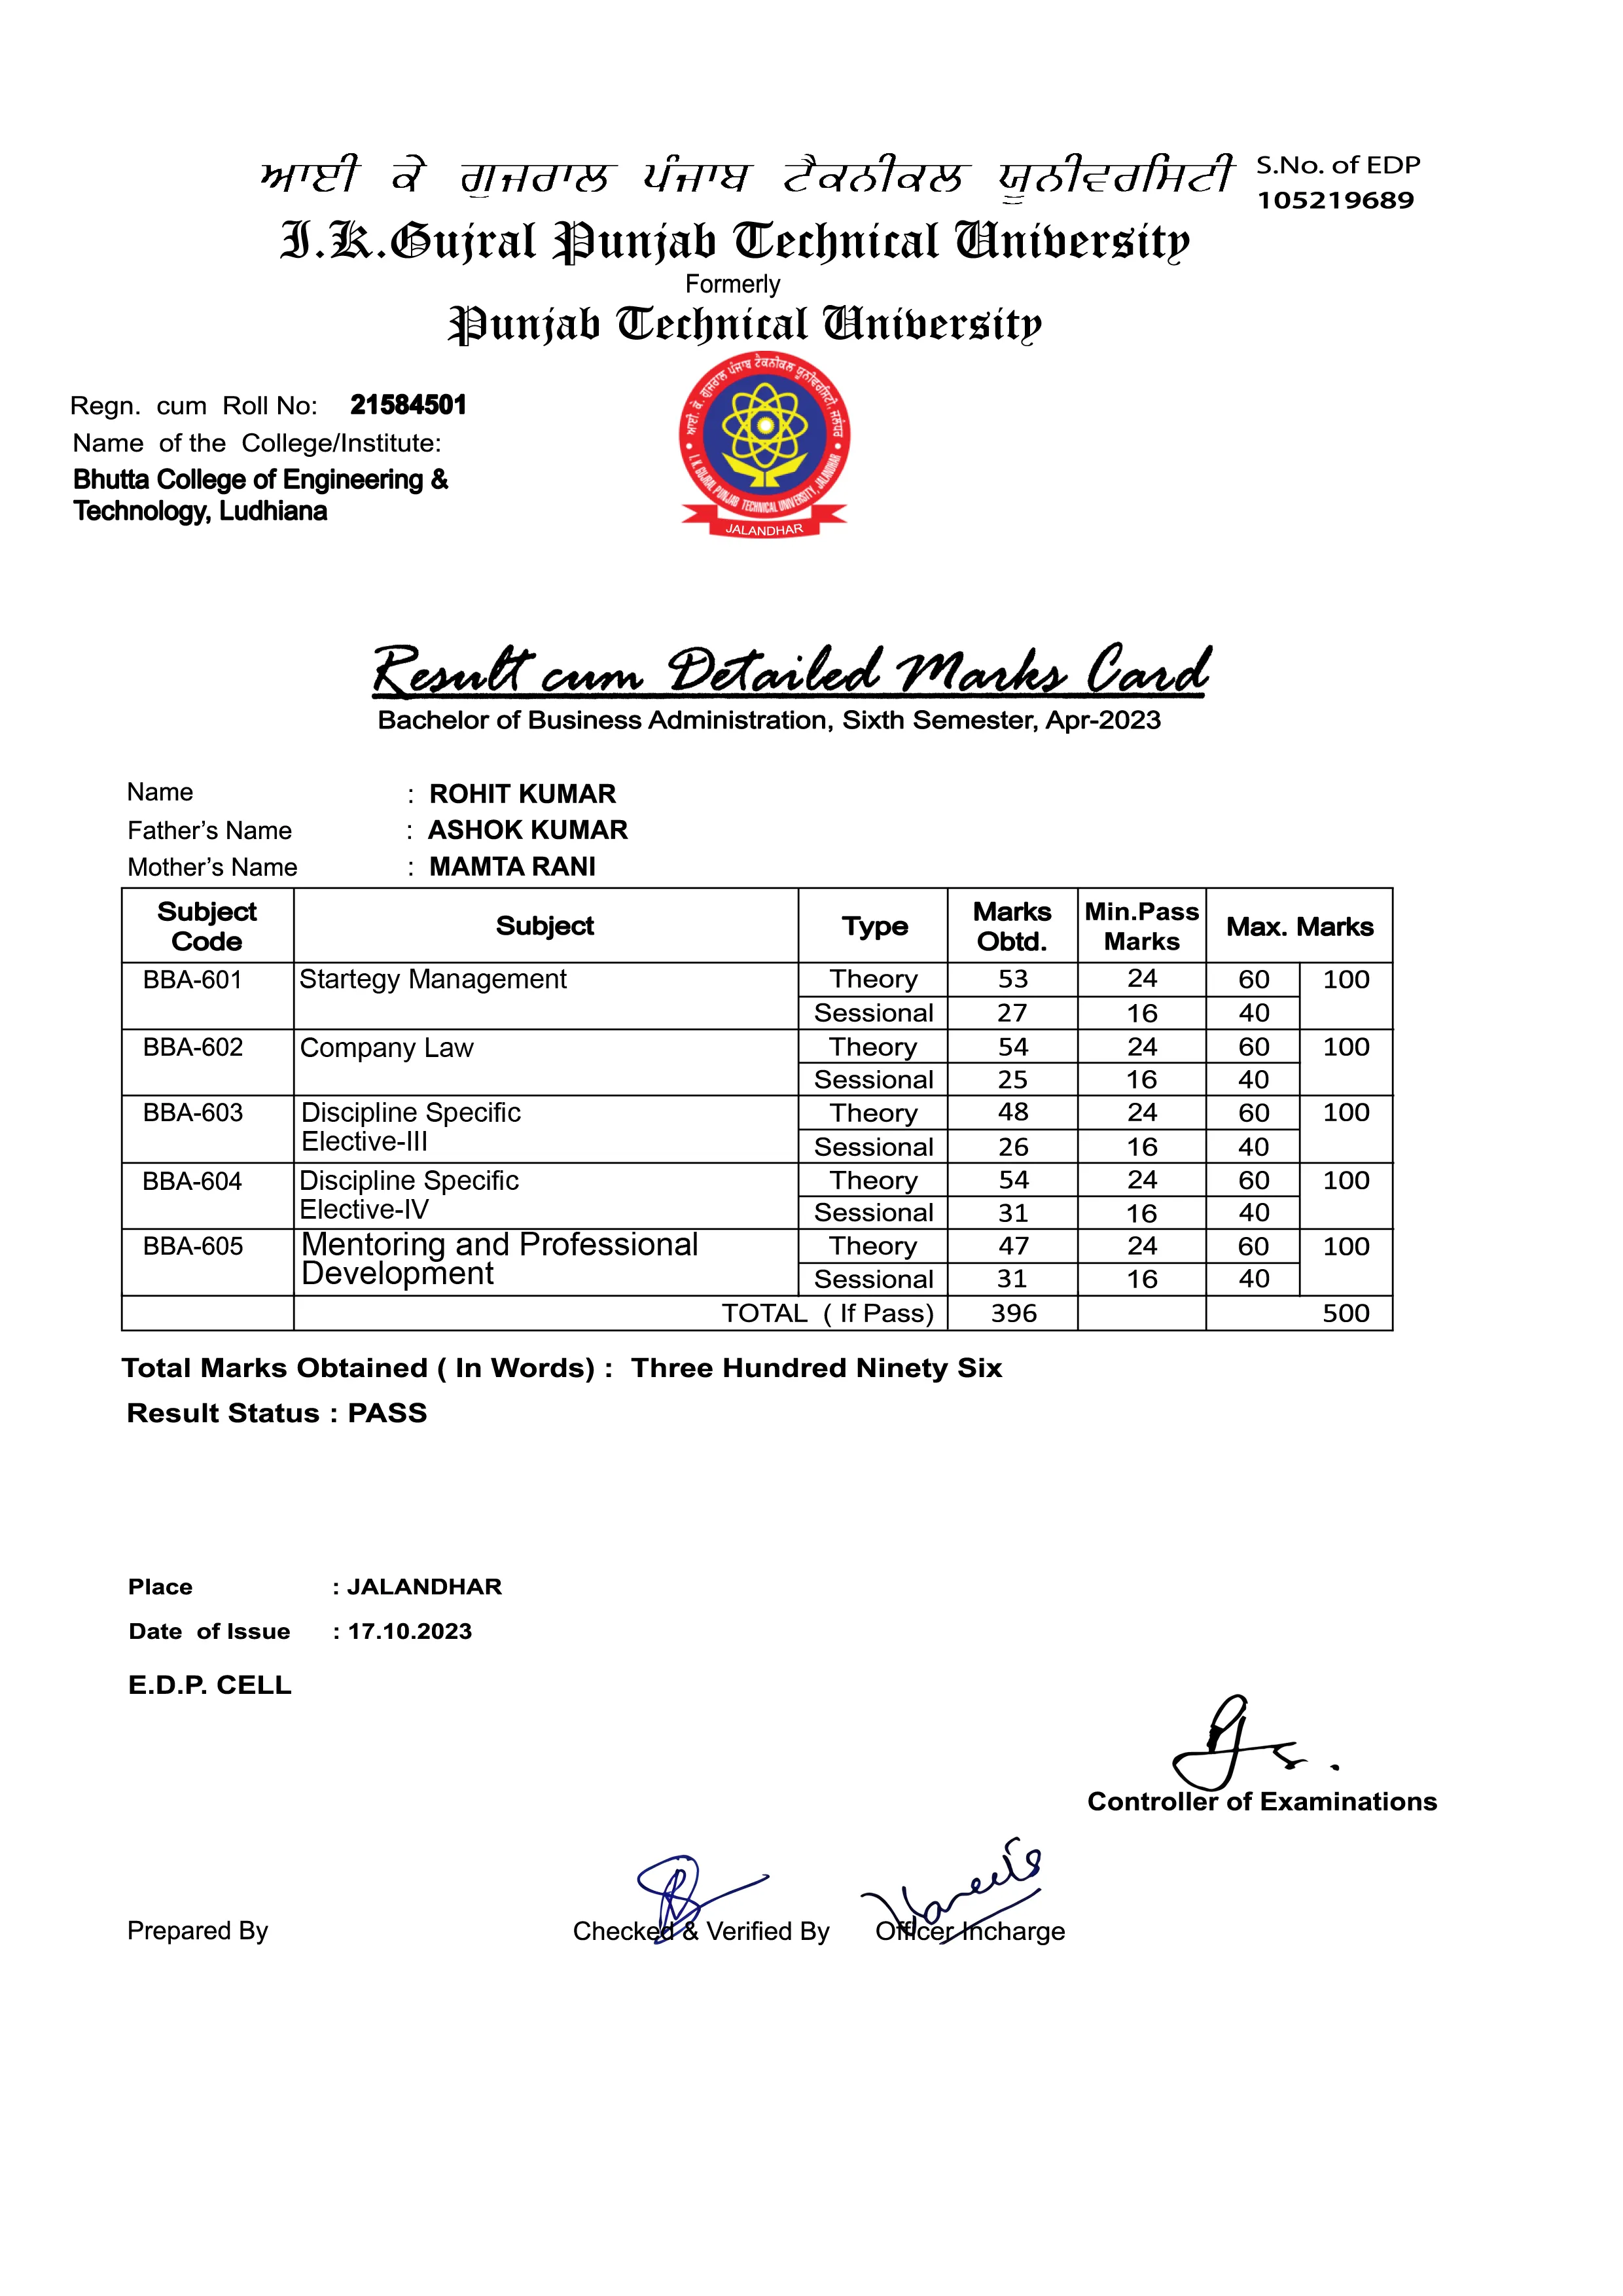 ਆਈ ਕੇ ਗੁਜਰਾਲ ਪੰਜਾਬ ਟੈਕਨੀਕਲ ਯੂਨੀਵਰਸਿਟੀ
S.No. of EDP
105219689
I.K.Gujral Punjab Technical University
Formerly
Punjab Technical University
ਆਈ. ਕੇ. ਗੁਜਰਾਲ ਪੰਜਾਬ ਟੈਕਨੀਕਲ ਯੂਨੀਵਰਸਿਟੀ, ਜਲੰਧਰ
I. K. GUJRAL PUNJAB TECHNICAL UNIVERSITY, JALANDHAR
JALANDHAR
Regn. cum Roll No: 21584501
Name of the College/Institute:
Bhutta College of Engineering &
Technology, Ludhiana
Result cum Detailed Marks Card
Bachelor of Business Administration, Sixth Semester, Apr-2023
Name : ROHIT KUMAR
Father's Name : ASHOK KUMAR
Mother's Name : MAMTA RANI
Subject Code Subject Type Marks Obtd. Min.Pass Marks Max. Marks
BBA-601 Startegy Management Theory 53 24 60 100
Sessional 27 16 40
BBA-602 Company Law Theory 54 24 60 100
Sessional 25 16 40
BBA-603 Discipline Specific Theory 48 24 60 100
Elective-III Sessional 26 16 40
BBA-604 Discipline Specific Theory 54 24 60 100
Elective-IV Sessional 31 16 40
BBA-605 Mentoring and Professional Theory 47 24 60 100
Development Sessional 31 16 40
TOTAL ( If Pass) 396 500
Total Marks Obtained ( In Words) : Three Hundred Ninety Six
Result Status : PASS
Place : JALANDHAR
Date of Issue : 17.10.2023
E.D.P. CELL
Controller of Examinations
Prepared By Checked & Verified By Officer Incharge